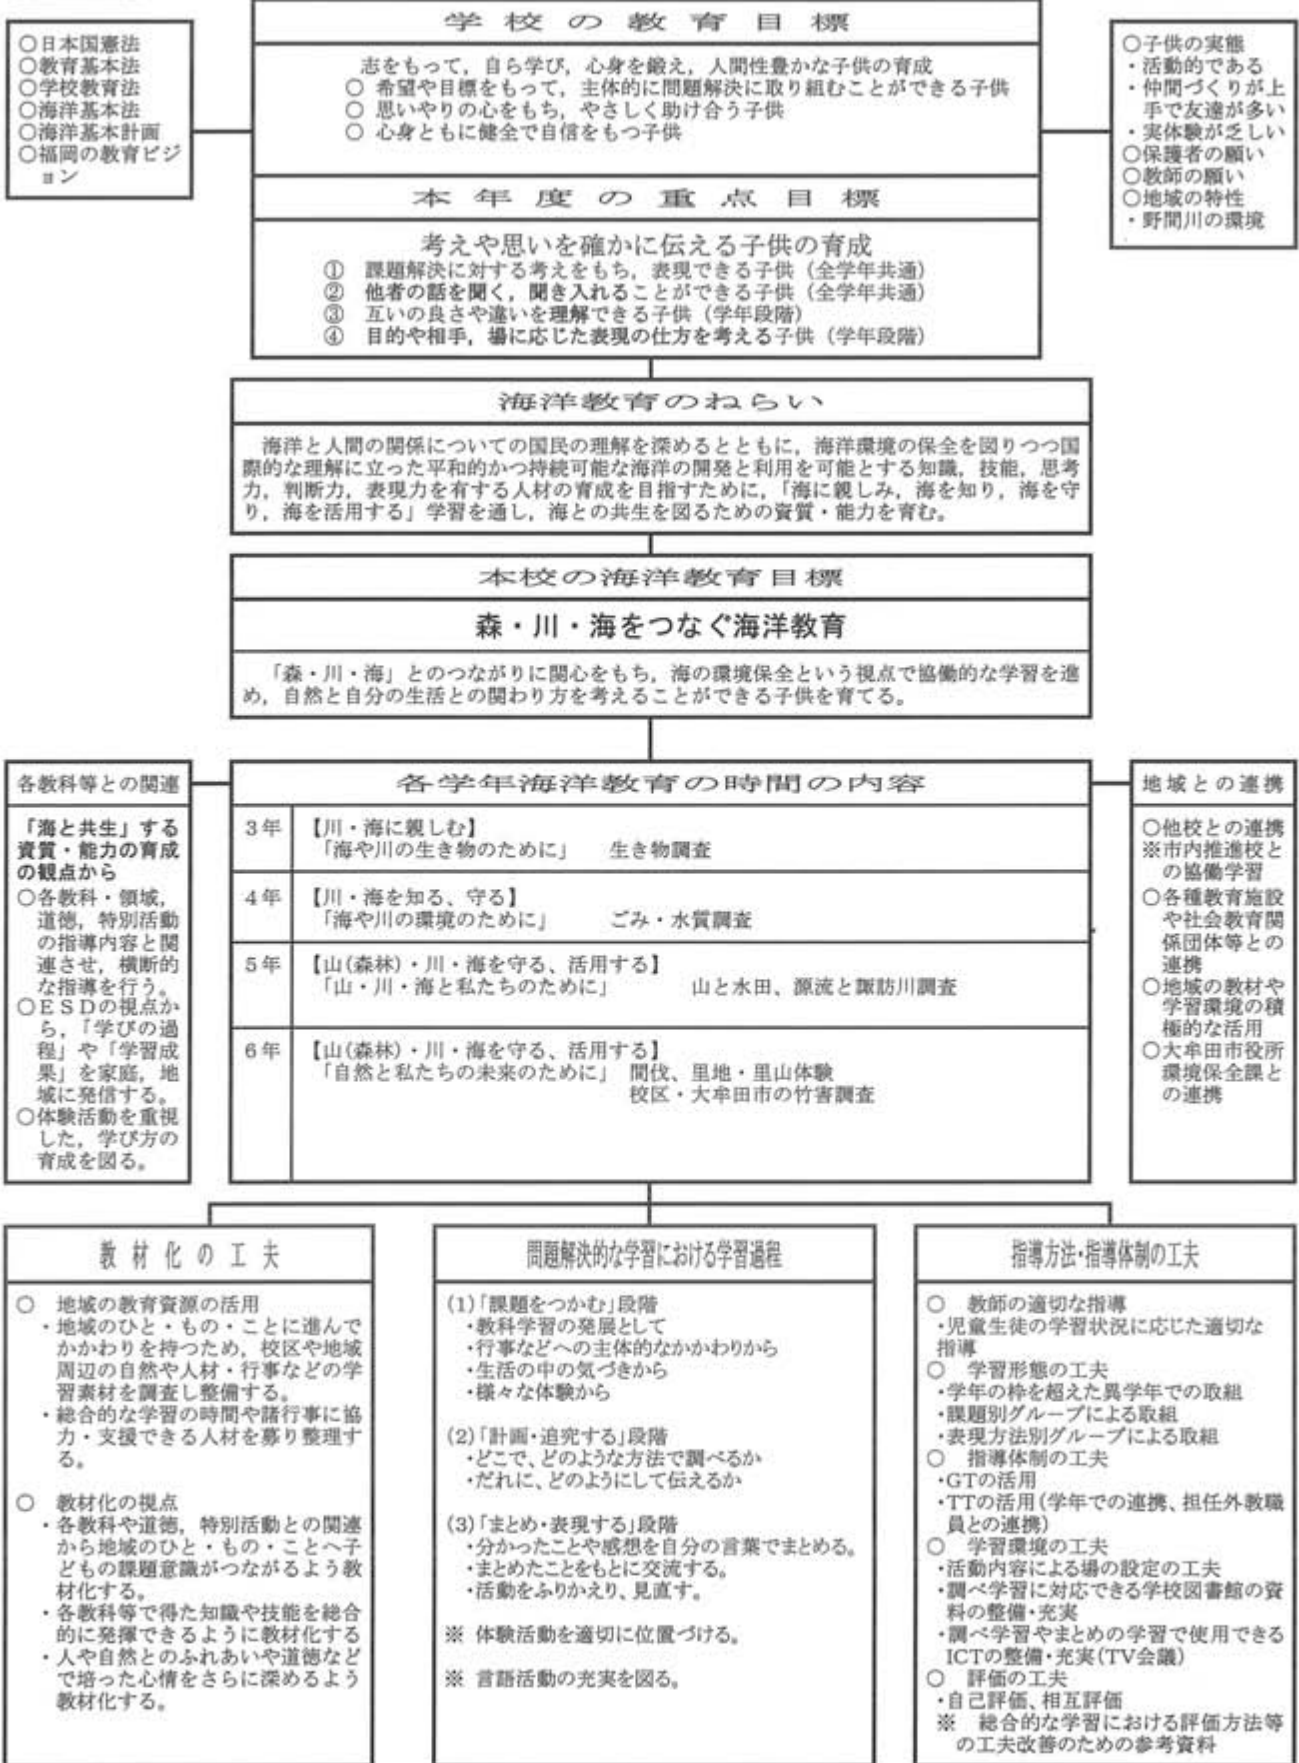 学校の教育目標
志をもって，自ら学び，心身を鍛え，人間性豊かな子供の育成
○ 希望や目標をもって，主体的に問題解決に取り組むことができる子供
○ 思いやりの心をもち，やさしく助け合う子供
○ 心身ともに健全で自信をもつ子供
○日本国憲法
○教育基本法
○学校教育法
○海洋基本法
○海洋基本計画
○福岡の教育ビジ
ョン
○子供の実態
・活動的である
・仲間づくりが上
手で友達が多い
・実体験が乏しい
○保護者の願い
○教師の願い
○地域の特性
・野間川の環境
本年度の重点目標
考えや思いを確かに伝える子供の育成
① 課題解決に対する考えをもち，表現できる子供（全学年共通）
② 他者の話を聞く，聞き入れることができる子供（全学年共通）
③ 互いの良さや違いを理解できる子供（学年段階）
④ 目的や相手，場に応じた表現の仕方を考える子供（学年段階）
海洋教育のねらい
海洋と人間の関係についての国民の理解を深めるとともに，海洋環境の保全を図りつつ国
際的な理解に立った平和的かつ持続可能な海洋の開発と利用を可能とする知識，技能，思考
力，判断力，表現力を有する人材の育成を目指すために，「海に親しみ，海を知り，海を守
り，海を活用する」学習を通し，海との共生を図るための資質・能力を育む。
本校の海洋教育目標
森・川・海をつなぐ海洋教育
「森・川・海」とのつながりに関心をもち，海の環境保全という視点で協働的な学習を進
め，自然と自分の生活との関わり方を考えることができる子供を育てる。
各教科等との関連
「海と共生」する
資質・能力の育成
の観点から
○各教科・領域，
道徳，特別活動
の指導内容と関
連させ，横断的
な指導を行う。
○ＥＳＤの視点か
ら，「学びの過
程」や「学習成
果」を家庭，地
域に発信する。
○体験活動を重視
した，学び方の
育成を図る。
各学年海洋教育の時間の内容
3年 【川・海に親しむ】
「海や川の生き物のために」 生き物調査
4年 【川・海を知る、守る】
「海や川の環境のために」 ごみ・水質調査
5年 【山(森林)・川・海を守る、活用する】
「山・川・海と私たちのために」 山と水田、源流と諏訪川調査
6年 【山(森林)・川・海を守る、活用する】
「自然と私たちの未来のために」 間伐、里地・里山体験
校区・大牟田市の竹害調査
地域との連携
○他校との連携
※市内推進校と
の協働学習
○各種教育施設
や社会教育関
係団体等との
連携
○地域の教材や
学習環境の積
極的な活用
○大牟田市役所
環境保全課と
の連携
教材化の工夫
○ 地域の教育資源の活用
・地域のひと・もの・ことに進んで
かかわりを持つため，校区や地域
周辺の自然や人材・行事などの学
習素材を調査し整備する。
・総合的な学習の時間や諸行事に協
力・支援できる人材を募り整理す
る。
○ 教材化の視点
・各教科や道徳，特別活動との関連
から地域のひと・もの・ことへ子
どもの課題意識がつながるよう教
材化する。
・各教科等で得た知識や技能を総合
的に発揮できるように教材化する
・人や自然とのふれあいや道徳など
で培った心情をさらに深めるよう
教材化する。
問題解決的な学習における学習過程
(1)「課題をつかむ」段階
・教科学習の発展として
・行事などへの主体的なかかわりから
・生活の中の気づきから
・様々な体験から
(2)「計画・追究する」段階
・どこで、どのような方法で調べるか
・だれに、どのようにして伝えるか
(3)「まとめ・表現する」段階
・分かったことや感想を自分の言葉でまとめる。
・まとめたことをもとに交流する。
・活動をふりかえり、見直す。
※ 体験活動を適切に位置づける。
※ 言語活動の充実を図る。
指導方法・指導体制の工夫
○ 教師の適切な指導
・児童生徒の学習状況に応じた適切な
指導
○ 学習形態の工夫
・学年の枠を超えた異学年での取組
・課題別グループによる取組
・表現方法別グループによる取組
○ 指導体制の工夫
・GTの活用
・TTの活用(学年での連携、担任外教職
員との連携)
○ 学習環境の工夫
・活動内容による場の設定の工夫
・調べ学習に対応できる学校図書館の資
料の整備・充実
・調べ学習やまとめの学習で使用できる
ICTの整備・充実(TV会議)
○ 評価の工夫
・自己評価、相互評価
※ 総合的な学習における評価方法等
の工夫改善のための参考資料